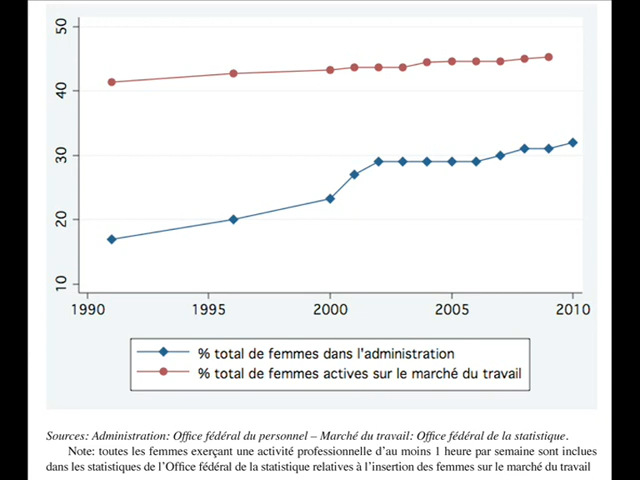 50
40
30
20
10
1990 1995 2000 2005 2010
% total de femmes dans l'administration
% total de femmes actives sur le marché du travail
Sources: Administration: Office fédéral du personnel – Marché du travail: Office fédéral de la statistique.
Note: toutes les femmes exerçant une activité professionnelle d'au moins 1 heure par semaine sont inclues
dans les statistiques de l'Office fédéral de la statistique relatives à l'insertion des femmes sur le marché du travail